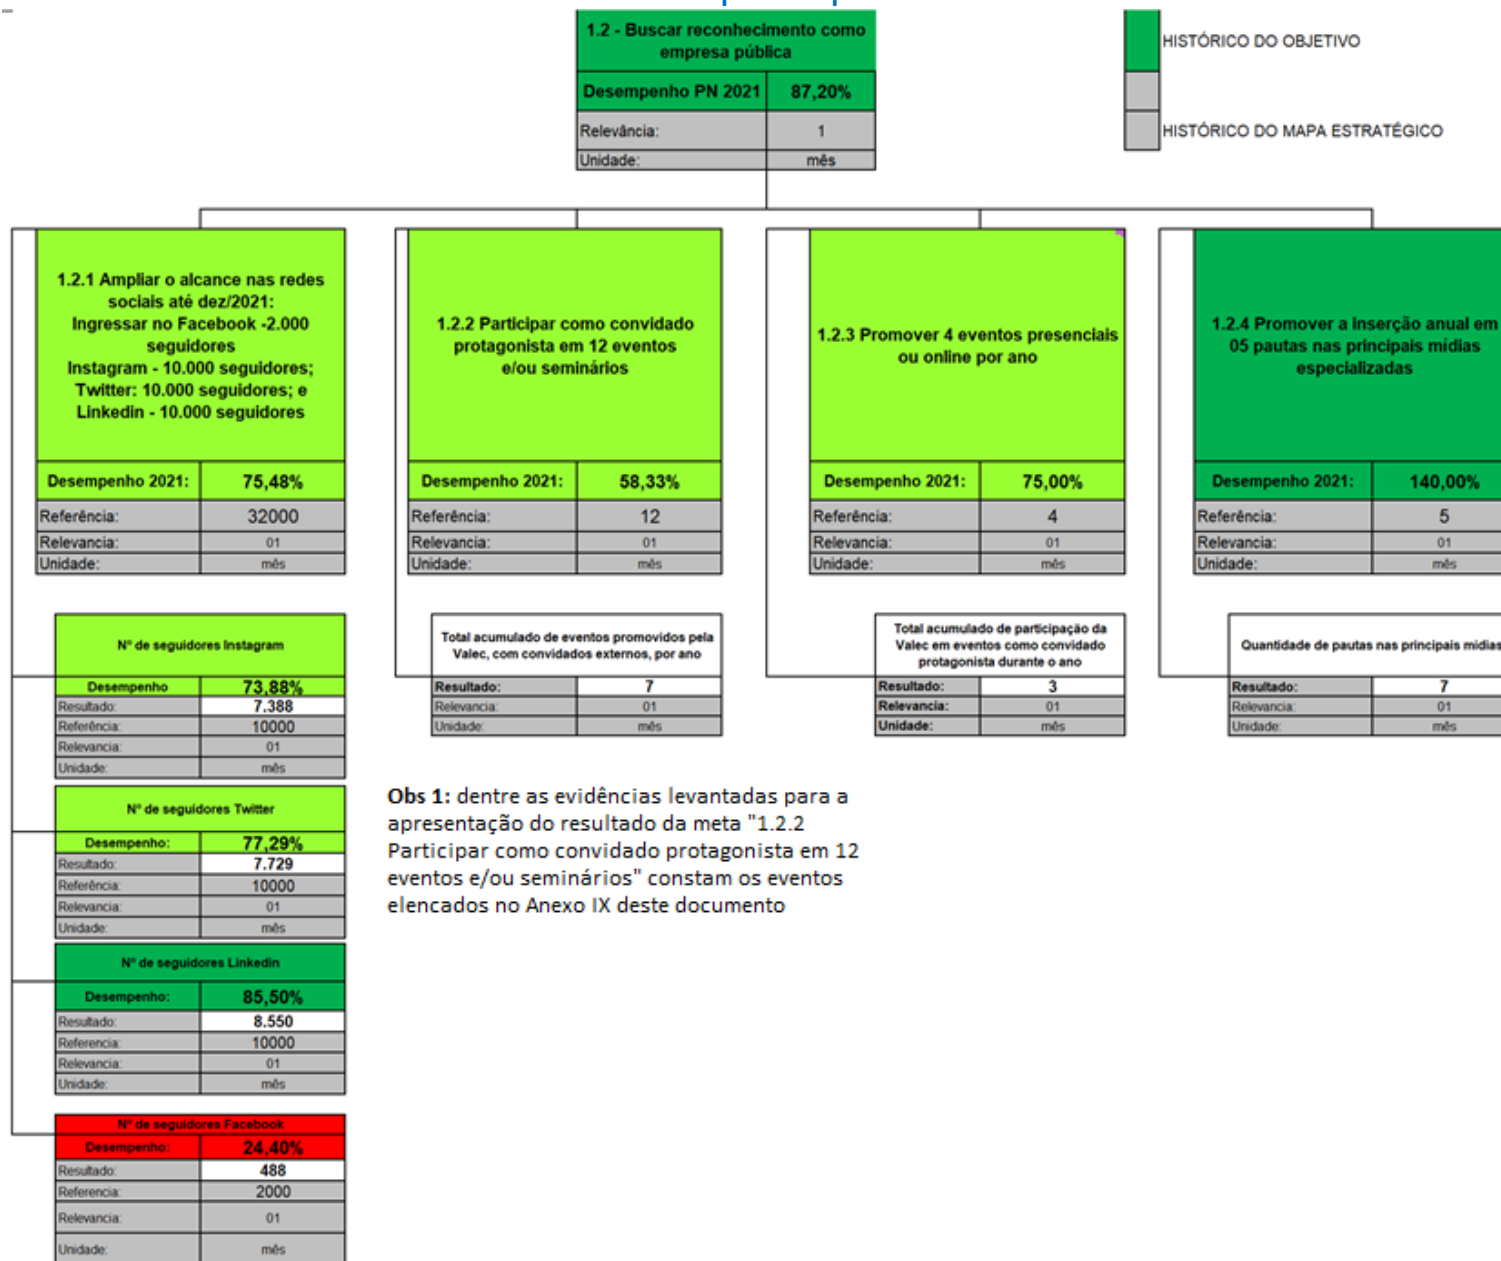 1.2 - Buscar reconhecimento como
empresa pública
Desempenho PN 2021 87,20%
Relevância: 1
Unidade: mês
HISTÓRICO DO OBJETIVO
HISTÓRICO DO MAPA ESTRATÉGICO
1.2.1 Ampliar o alcance nas redes
sociais até dez/2021:
Ingressar no Facebook -2.000
seguidores
Instagram - 10.000 seguidores;
Twitter: 10.000 seguidores; e
Linkedin - 10.000 seguidores
Desempenho 2021: 75,48%
Referência: 32000
Relevancia: 01
Unidade: mês
1.2.2 Participar como convidado
protagonista em 12 eventos
e/ou seminários
Desempenho 2021: 58,33%
Referência: 12
Relevancia: 01
Unidade: mês
1.2.3 Promover 4 eventos presenciais
ou online por ano
Desempenho 2021: 75,00%
Referência: 4
Relevancia: 01
Unidade: mês
1.2.4 Promover a inserção anual em
05 pautas nas principais mídias
especializadas
Desempenho 2021: 140,00%
Referência: 5
Relevancia: 01
Unidade: mês
Nº de seguidores Instagram
Desempenho 73,88%
Resultado: 7.388
Referência: 10000
Relevancia: 01
Unidade: mês
Nº de seguidores Twitter
Desempenho: 77,29%
Resultado: 7.729
Referência: 10000
Relevancia: 01
Unidade: mês
Nº de seguidores Linkedin
Desempenho: 85,50%
Resultado: 8.550
Referencia: 10000
Relevancia: 01
Unidade: mês
Nº de seguidores Facebook
Desempenho: 24,40%
Resultado: 488
Referencia: 2000
Relevancia: 01
Unidade: mês
Total acumulado de eventos promovidos pela
Valec, com convidados externos, por ano
Resultado: 7
Relevancia: 01
Unidade: mês
Total acumulado de participação da
Valec em eventos como convidado
protagonista durante o ano
Resultado: 3
Relevancia: 01
Unidade: mês
Quantidade de pautas nas principais mídias
Resultado: 7
Relevancia: 01
Unidade: mês
Obs 1: dentre as evidências levantadas para a
apresentação do resultado da meta "1.2.2
Participar como convidado protagonista em 12
eventos e/ou seminários" constam os eventos
elencados no Anexo IX deste documento